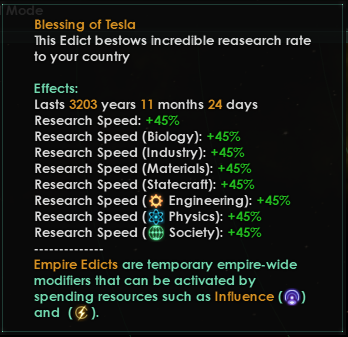 Mode
Blessing of Tesla
This Edict bestows incredible reasearch rate
to your country
Effects:
Lasts 3203 years 11 months 24 days
Research Speed: +45%
Research Speed (Biology): +45%
Research Speed (Industry): +45%
Research Speed (Materials): +45%
Research Speed (Statecraft): +45%
Research Speed ( Engineering): +45%
Research Speed ( Physics): +45%
Research Speed ( Society): +45%
--------------
Empire Edicts are temporary empire-wide
modifiers that can be activated by
spending resources such as Influence ( )
and ( ).